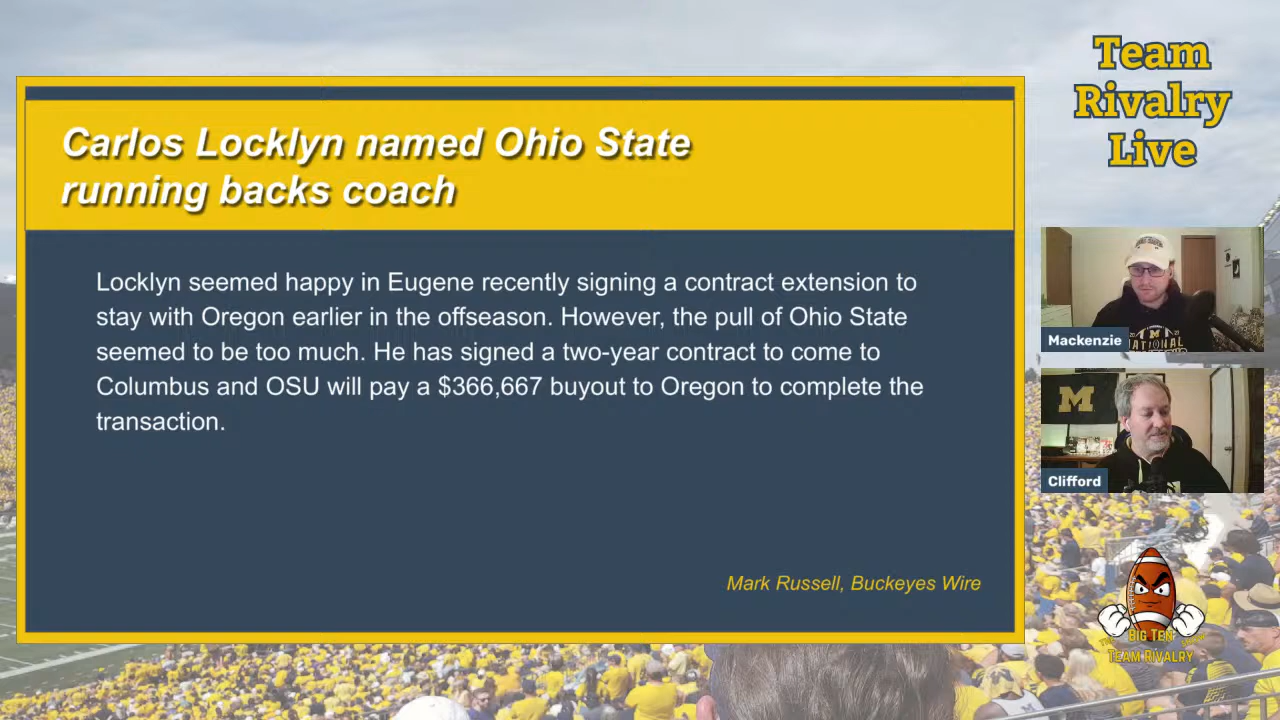 Team
Rivalry
Live
Carlos Locklyn named Ohio State
running backs coach
Locklyn seemed happy in Eugene recently signing a contract extension to
stay with Oregon earlier in the offseason. However, the pull of Ohio State
seemed to be too much. He has signed a two-year contract to come to
Columbus and OSU will pay a $366,667 buyout to Oregon to complete the
transaction.
Mark Russell, Buckeyes Wire
M
NATIONAL
Mackenzie
M
Clifford
Big Ten
Team Rivalry